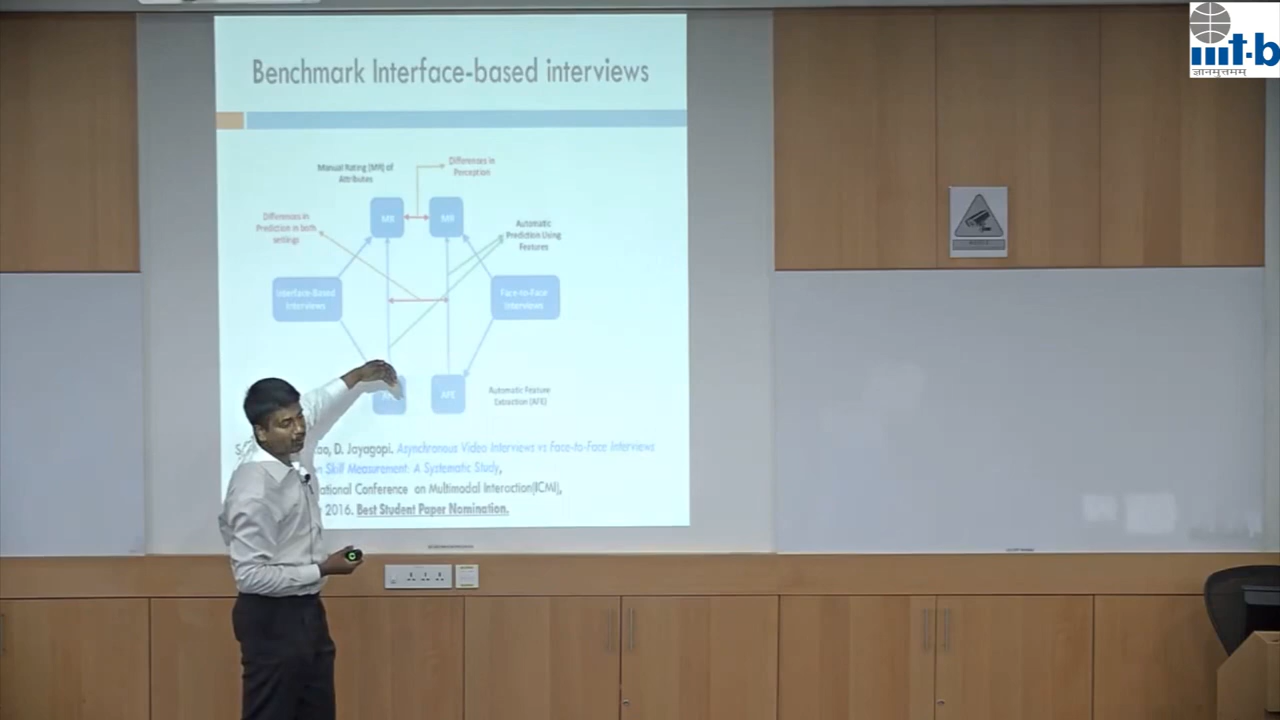 iiit-b
ज्ञानमुत्तमम्
Benchmark Interface-based interviews
Manual Rating (MR) of
Attributes
Differences in
Perception
MR
MR
Differences in
Prediction in both
settings
Automatic
Prediction Using
Features
Interface-Based
Interviews
Face-to-Face
Interviews
AFE
Automatic Feature
Extraction (AFE)
D. Jayagopi. Asynchronous Video Interviews vs Face-to-Face Interviews
Skill Measurement: A Systematic Study,
Conference on Multimodal Interaction(ICMI),
2016. Best Student Paper Nomination.